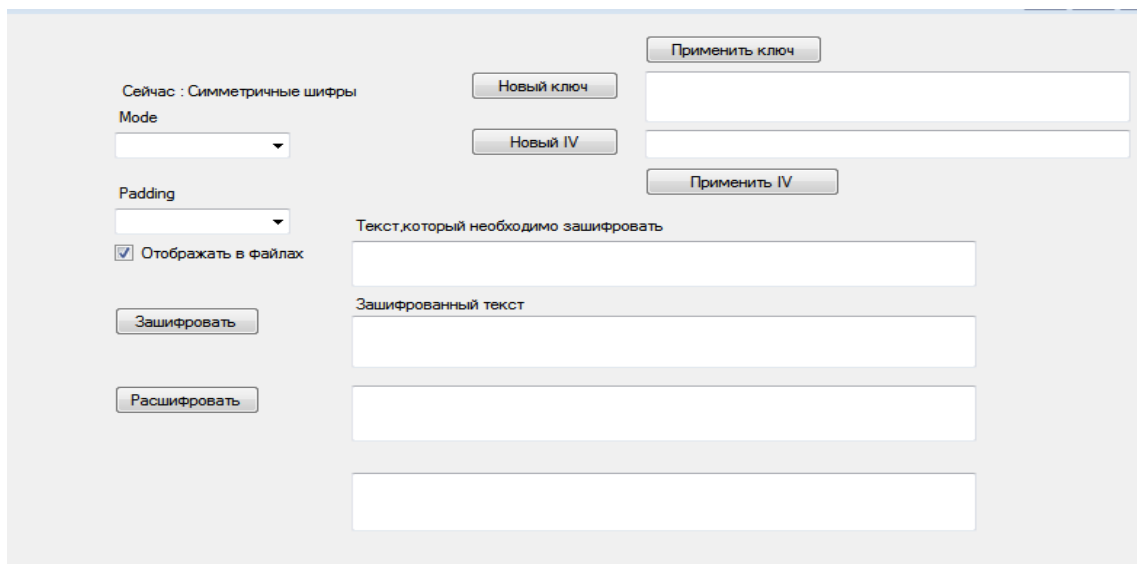 Применить ключ
Сейчас : Симметричные шифры
Новый ключ
Mode
Новый IV
Применить IV
Padding
Текст,который необходимо зашифровать
Отображать в файлах
Зашифрованный текст
Зашифровать
Расшифровать